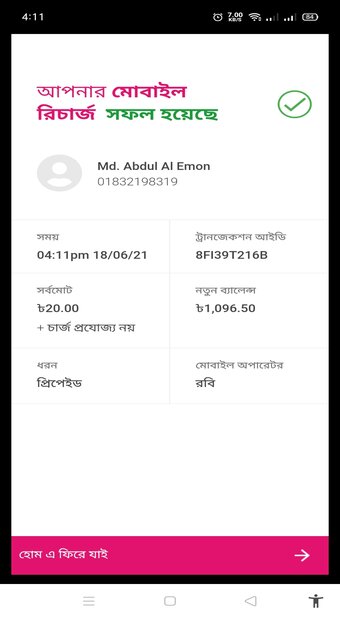 4:11
7.00
KB/S
84
আপনার মোবাইল
রিচার্জ সফল হয়েছে
Md. Abdul Al Emon
01832198319
সময়
ট্রানজেকশন আইডি
04:11pm 18/06/21
8FI39T216B
সর্বমোট
নতুন ব্যালেন্স
৳20.00
৳1,096.50
+ চার্জ প্রযোজ্য নয়
ধরন
মোবাইল অপারেটর
প্রিপেইড
রবি
হোম এ ফিরে যাই